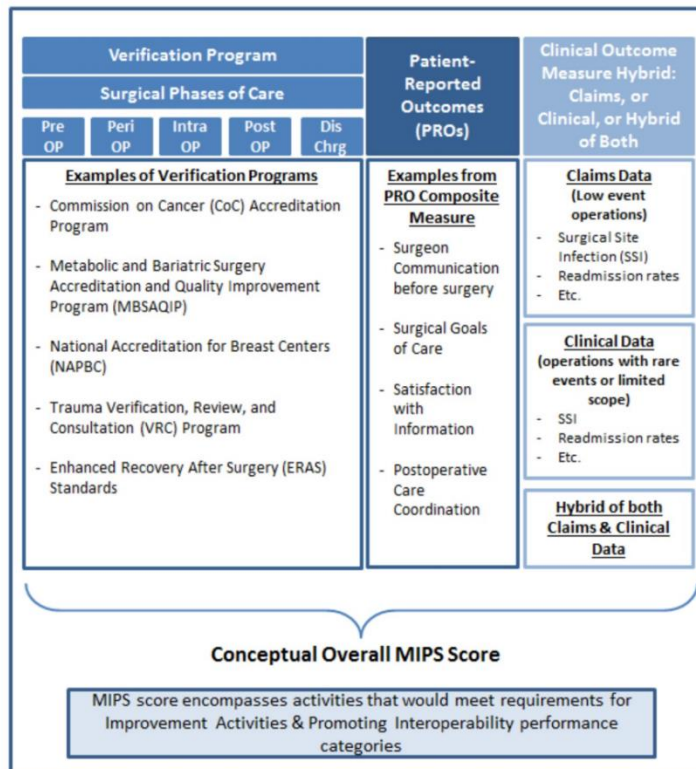 Verification Program
Surgical Phases of Care
Pre
OP
Peri
OP
Intra
OP
Post
OP
Dis
Chrg
Examples of Verification Programs
- Commission on Cancer (CoC) Accreditation
Program
- Metabolic and Bariatric Surgery
Accreditation and Quality Improvement
Program (MBSAQIP)
- National Accreditation for Breast Centers
(NAPBC)
- Trauma Verification, Review, and
Consultation (VRC) Program
- Enhanced Recovery After Surgery (ERAS)
Standards
Patient-
Reported
Outcomes
(PROs)
Examples from
PRO Composite
Measure
- Surgeon
Communication
before surgery
- Surgical Goals
of Care
- Satisfaction
with
Information
- Postoperative
Care
Coordination
Clinical Outcome
Measure Hybrid:
Claims, or
Clinical, or Hybrid
of Both
Claims Data
(Low event
operations)
- Surgical Site
Infection (SSI)
- Readmission rates
- Etc.
Clinical Data
(operations with rare
events or limited
scope)
- SSI
- Readmission rates
- Etc.
Hybrid of both
Claims & Clinical
Data
Conceptual Overall MIPS Score
MIPS score encompasses activities that would meet requirements for
Improvement Activities & Promoting Interoperability performance
categories